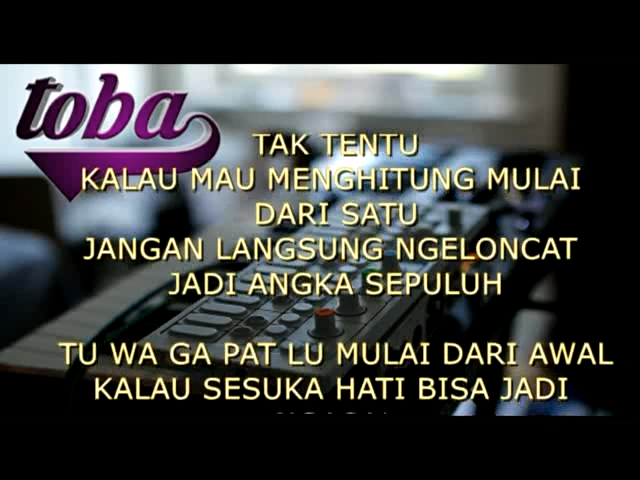 toba
TAK TENTU
KALAU MAU MENGHITUNG MULAI
DARI SATU
JANGAN LANGSUNG NGELONCAT
JADI ANGKA SEPULUH
TU WA GA PAT LU MULAI DARI AWAL
KALAU SESUKA HATI BISA JADI